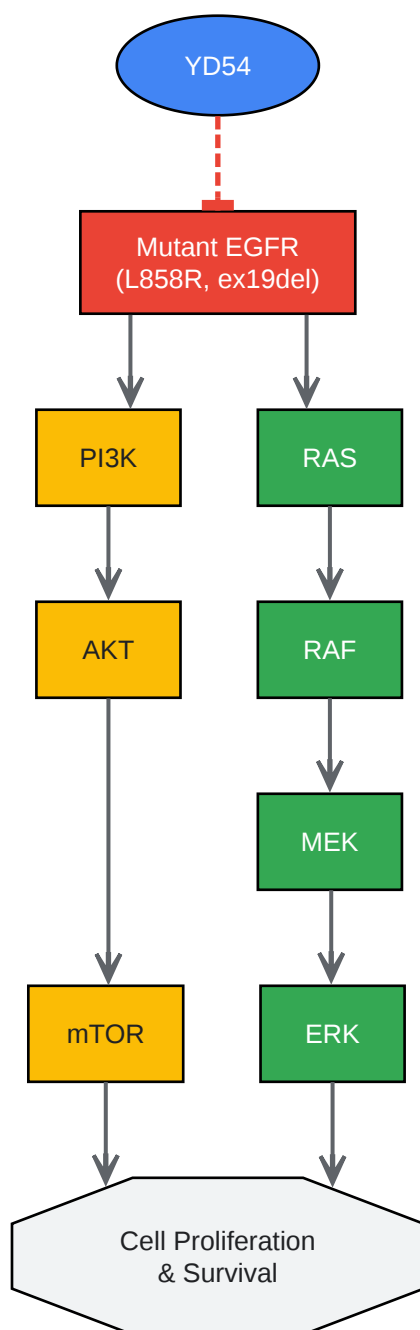 YD54
Mutant EGFR
(L858R, ex19del)
PI3K
RAS
AKT
RAF
MEK
mTOR
ERK
Cell Proliferation
& Survival